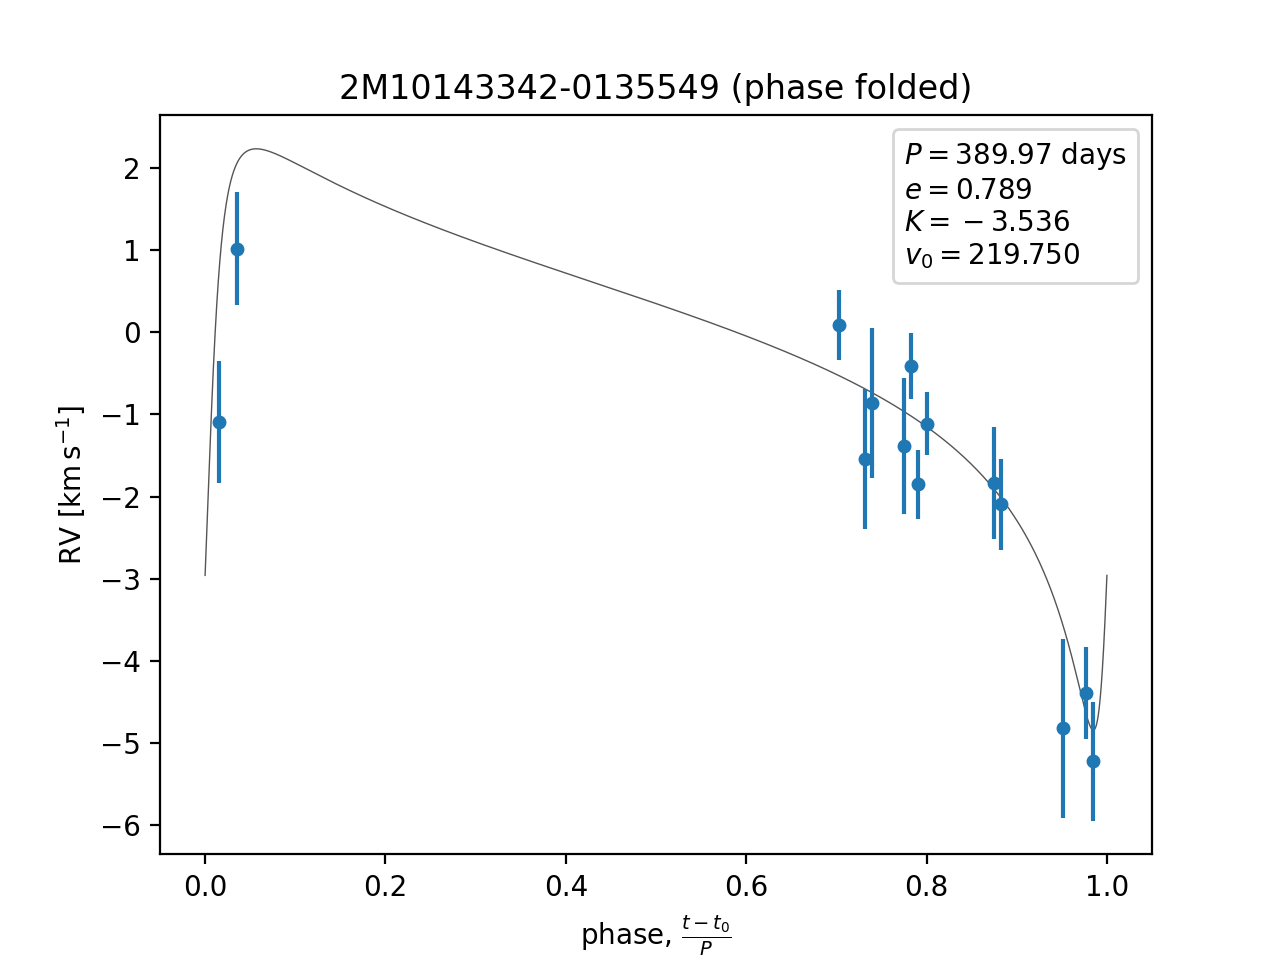 2M10143342-0135549 (phase folded)
P = 389.97 days
e = 0.789
K = −3.536
v₀ = 219.750
RV [km s⁻¹]
2
1
0
−1
−2
−3
−4
−5
−6
0.0 0.2 0.4 0.6 0.8 1.0
phase, (t − t₀)/P